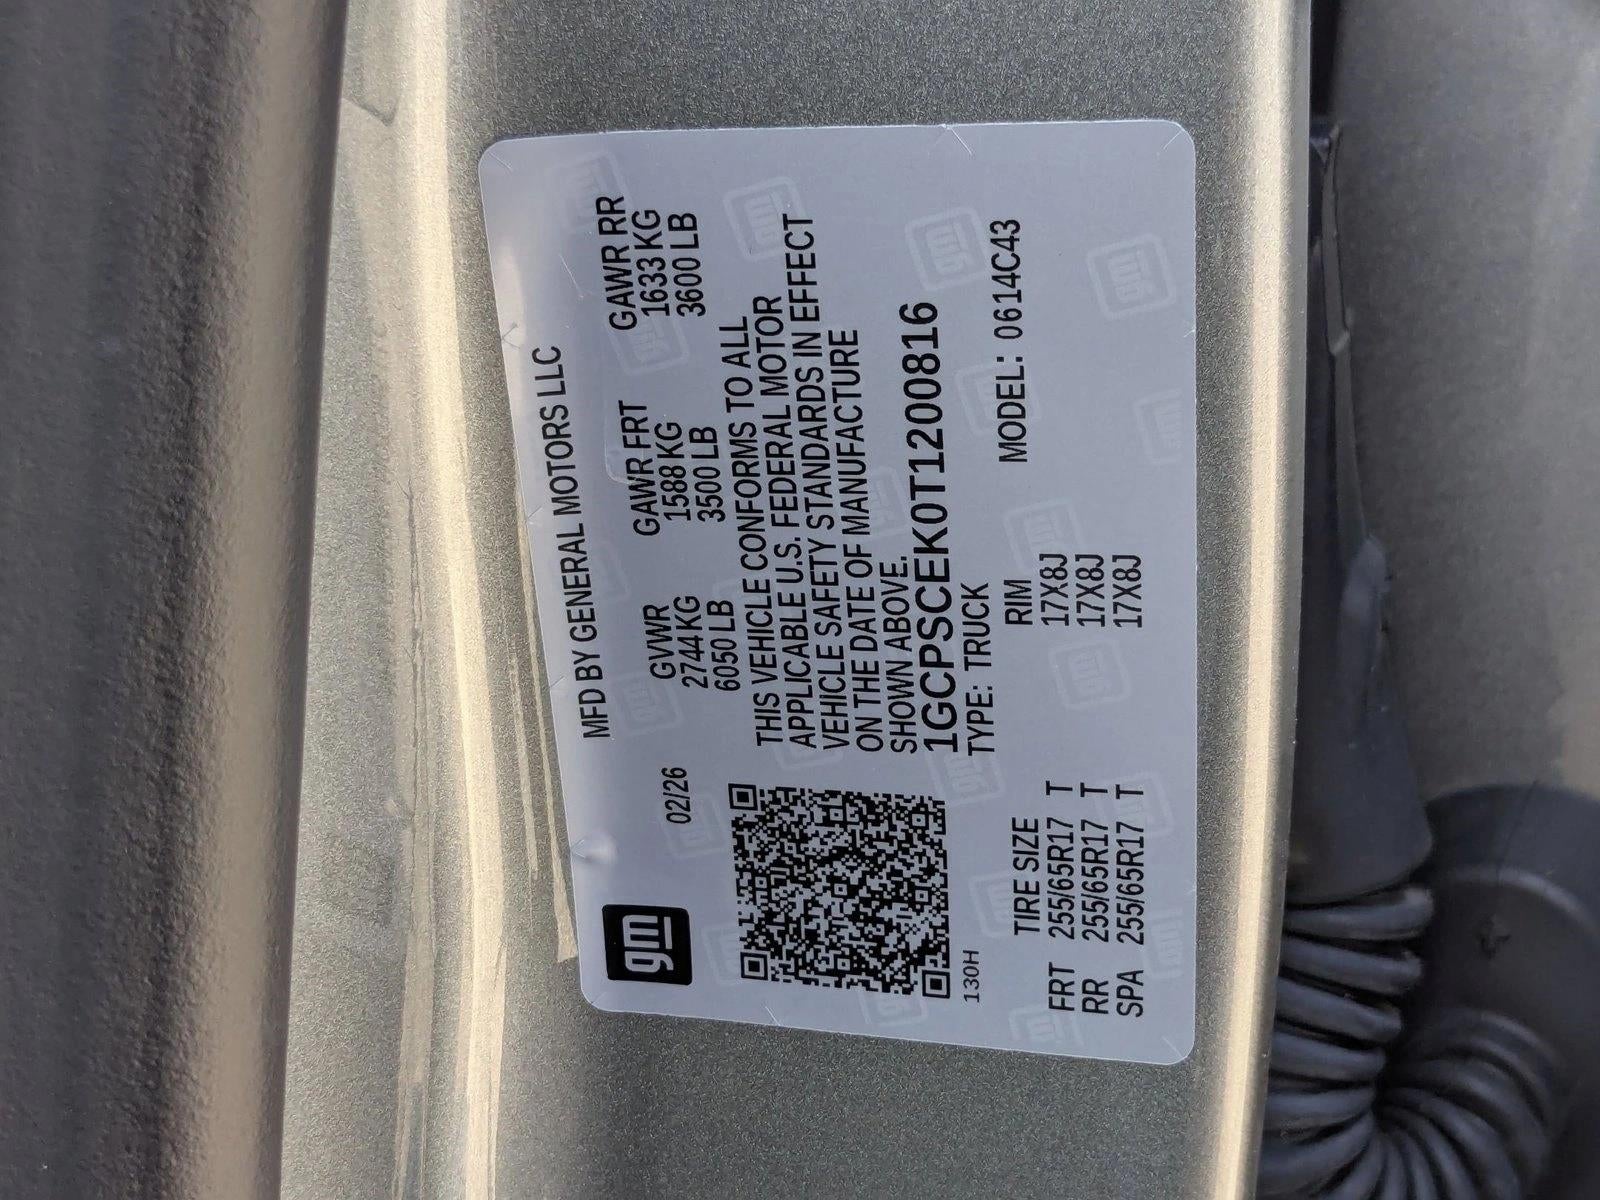 gm
MFD BY GENERAL MOTORS LLC
02/26
GVWR GAWR FRT GAWR RR
2744 KG 1588 KG 1633 KG
6050 LB 3500 LB 3600 LB
THIS VEHICLE CONFORMS TO ALL
APPLICABLE U.S. FEDERAL MOTOR
VEHICLE SAFETY STANDARDS IN EFFECT
ON THE DATE OF MANUFACTURE
SHOWN ABOVE.
1GCPSCEK0T1200816
TYPE: TRUCK
MODEL: 0614C43
130H
TIRE SIZE RIM
FRT 255/65R17 T 17X8J
RR 255/65R17 T 17X8J
SPA 255/65R17 T 17X8J